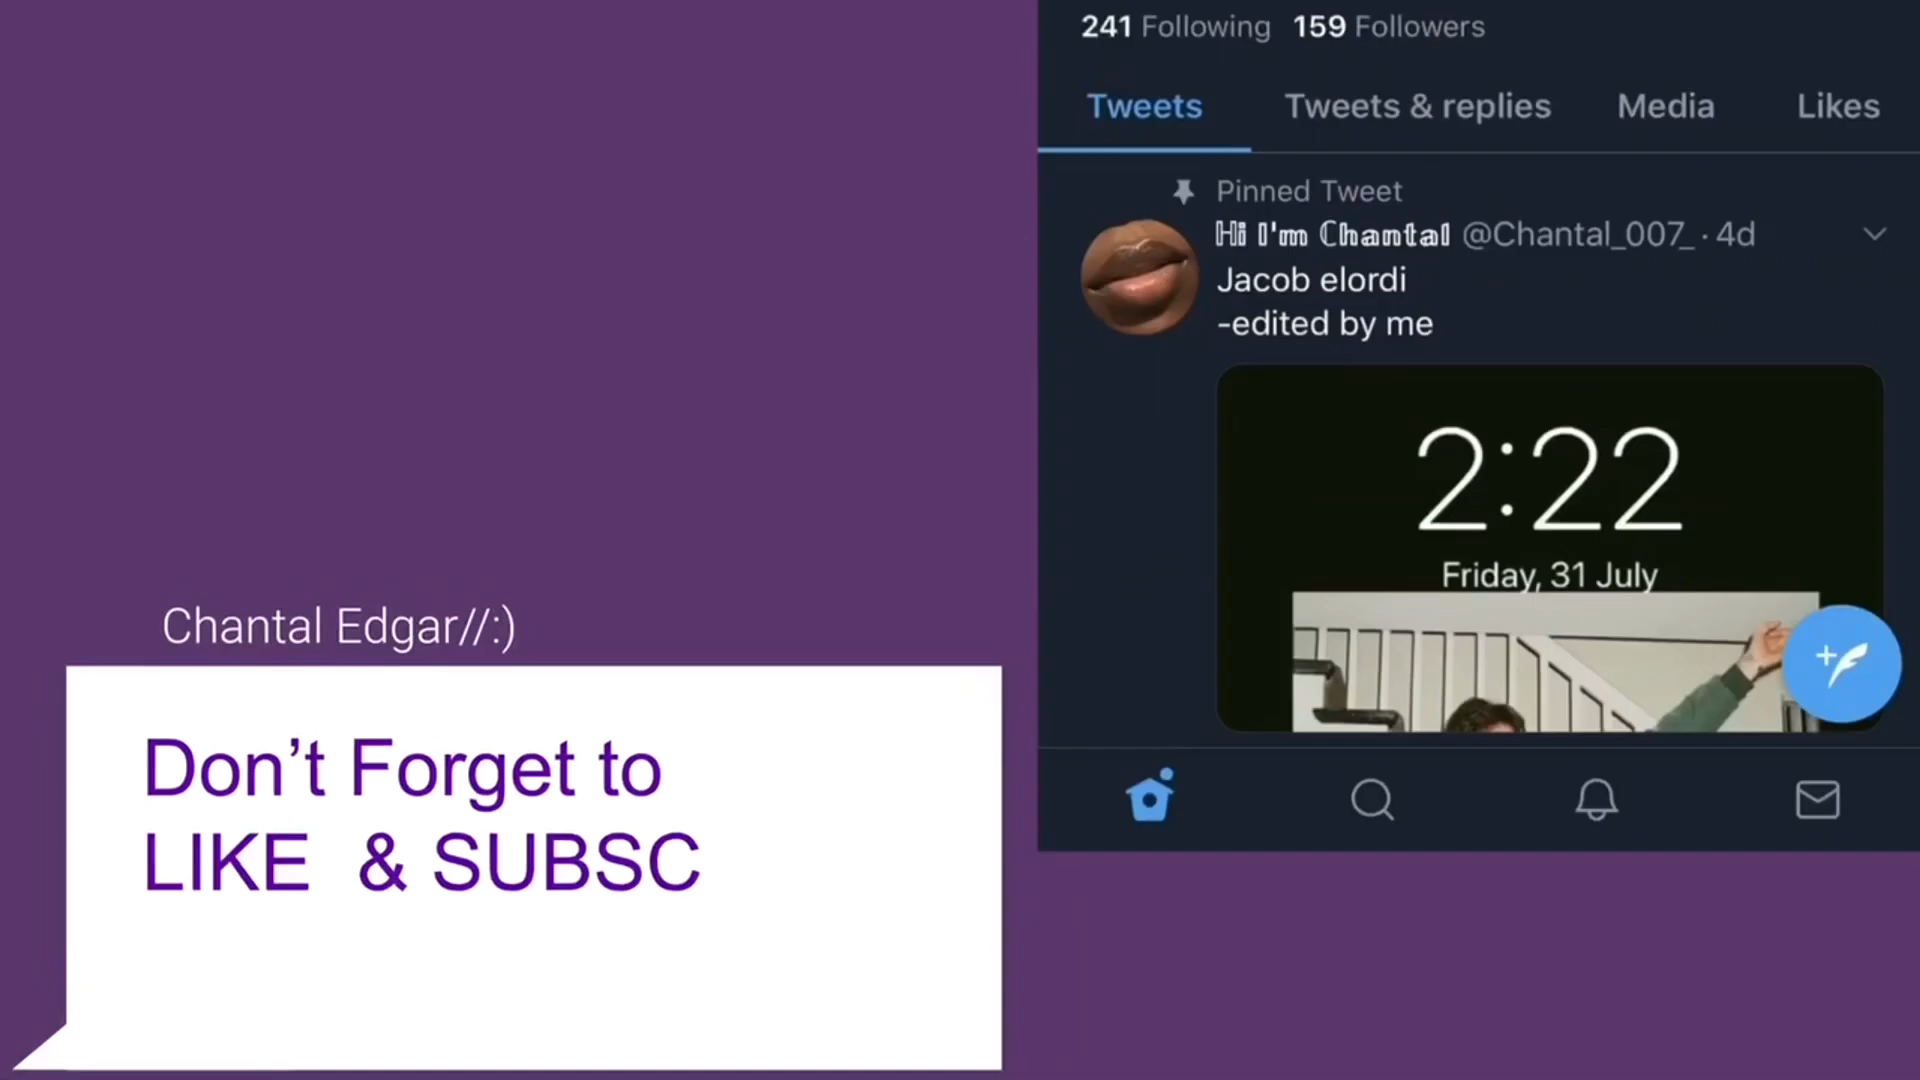 241 Following 159 Followers
Tweets Tweets & replies Media Likes
Pinned Tweet
Hi I'm Chantal @Chantal_007_ · 4d
Jacob elordi
-edited by me
2:22
Friday, 31 July
Chantal Edgar//:)
Don’t Forget to
LIKE & SUBSC